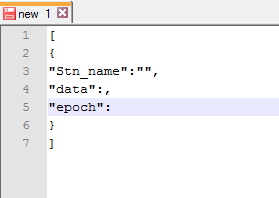 new 1
1 [
2 {
3 "Stn_name":"",
4 "data":,
5 "epoch":
6 }
7 ]